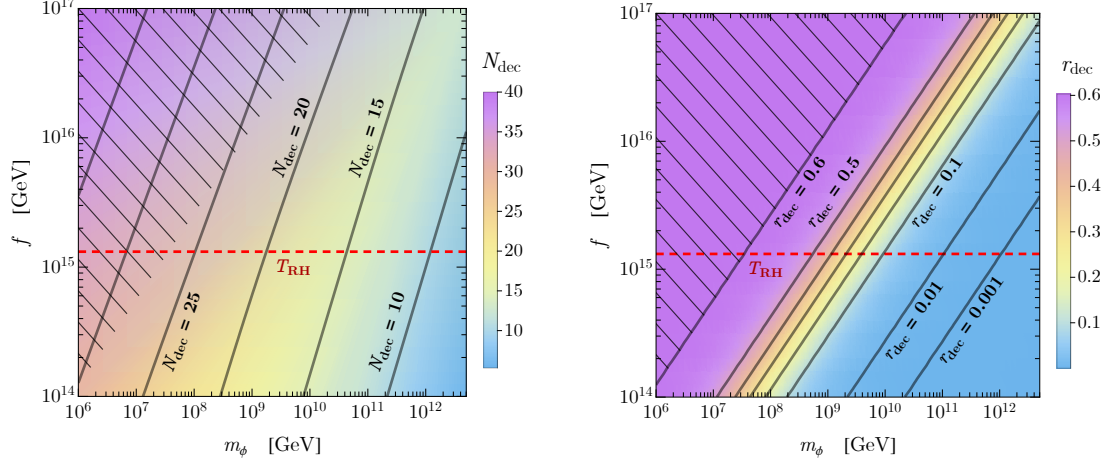 N_dec
40
35
30
25
20
15
10
10^17
10^16
10^15
10^14
f [GeV]
N_dec = 20
N_dec = 15
N_dec = 25
N_dec = 10
T_RH
10^6 10^7 10^8 10^9 10^10 10^11 10^12
m_ϕ [GeV]
r_dec
0.6
0.5
0.4
0.3
0.2
0.1
10^17
10^16
10^15
10^14
f [GeV]
r_dec = 0.6
r_dec = 0.5
r_dec = 0.1
r_dec = 0.01
r_dec = 0.001
T_RH
10^6 10^7 10^8 10^9 10^10 10^11 10^12
m_ϕ [GeV]